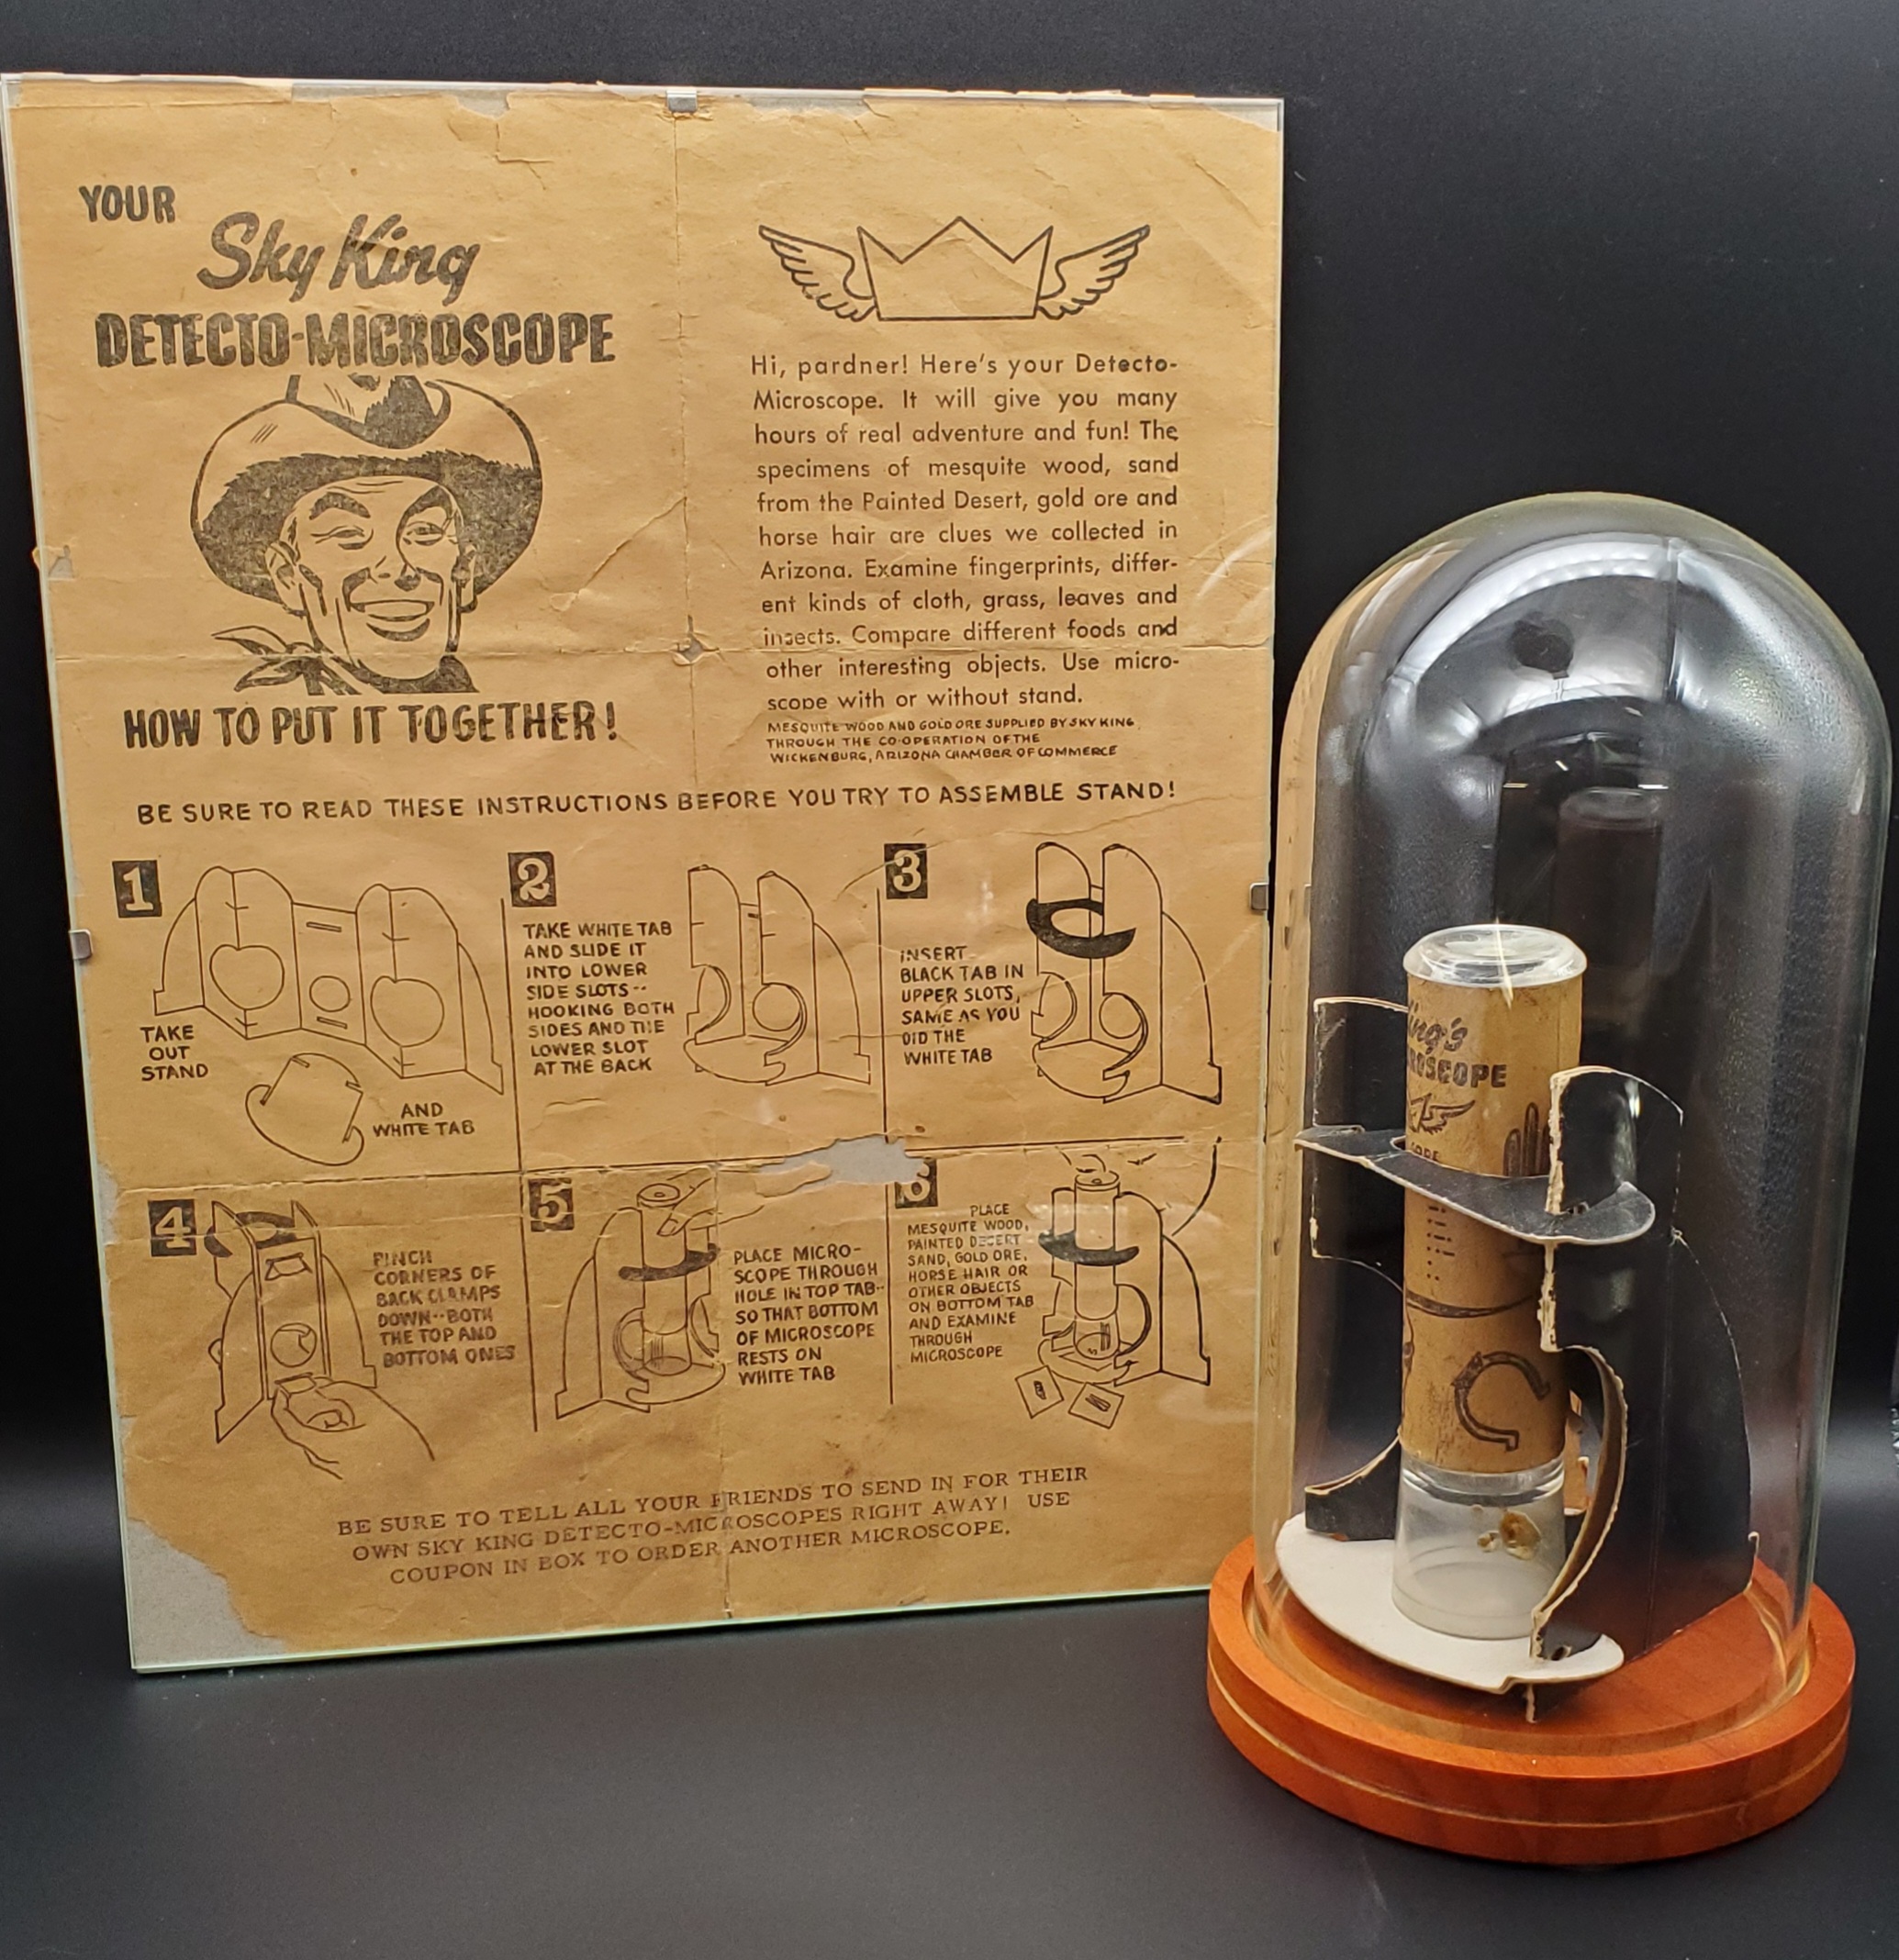 YOUR
Sky King
DETECTO-MICROSCOPE
HOW TO PUT IT TOGETHER!
Hi, pardner! Here's your Detecto-
Microscope. It will give you many
hours of real adventure and fun! The
specimens of mesquite wood, sand
from the Painted Desert, gold ore and
horse hair are clues we collected in
Arizona. Examine fingerprints, differ-
ent kinds of cloth, grass, leaves and
insects. Compare different foods and
other interesting objects. Use micro-
scope with or without stand.
MESQUITE WOOD AND GOLD ORE SUPPLIED BY SKY KING
THROUGH THE CO-OPERATION OF THE
WICKENBURG, ARIZONA CHAMBER OF COMMERCE
BE SURE TO READ THESE INSTRUCTIONS BEFORE YOU TRY TO ASSEMBLE STAND!
1
TAKE
OUT
STAND
AND
WHITE TAB
2
TAKE WHITE TAB
AND SLIDE IT
INTO LOWER
SIDE SLOTS--
HOOKING BOTH
SIDES AND THE
LOWER SLOT
AT THE BACK
3
INSERT
BLACK TAB IN
UPPER SLOTS,
SAME AS YOU
DID THE
WHITE TAB
4
PINCH
CORNERS OF
BACK CLAMPS
DOWN--BOTH
THE TOP AND
BOTTOM ONES
5
PLACE MICRO-
SCOPE THROUGH
HOLE IN TOP TAB--
SO THAT BOTTOM
OF MICROSCOPE
RESTS ON
WHITE TAB
6
PLACE
MESQUITE WOOD,
PAINTED DESERT
SAND, GOLD ORE,
HORSE HAIR OR
OTHER OBJECTS
ON BOTTOM TAB
AND EXAMINE
THROUGH
MICROSCOPE
BE SURE TO TELL ALL YOUR FRIENDS TO SEND IN FOR THEIR
OWN SKY KING DETECTO-MICROSCOPES RIGHT AWAY! USE
COUPON IN BOX TO ORDER ANOTHER MICROSCOPE.
ing's
ROSCOPE